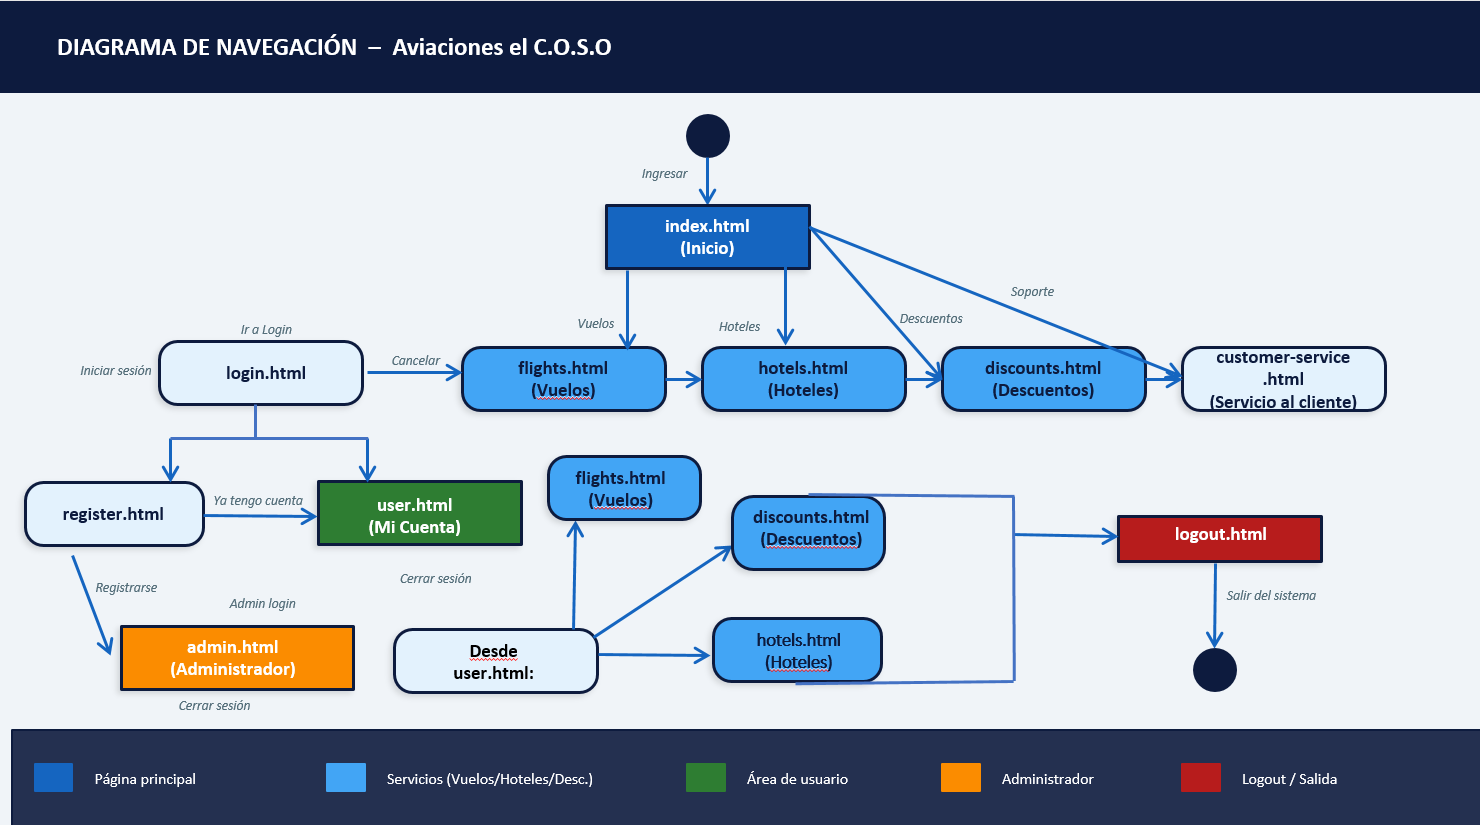 DIAGRAMA DE NAVEGACIÓN – Aviaciones el C.O.S.O
Ingresar
index.html
(Inicio)
Soporte
Descuentos
Vuelos
Hoteles
Ir a Login
Iniciar sesión
login.html
Cancelar
flights.html
(Vuelos)
hotels.html
(Hoteles)
discounts.html
(Descuentos)
customer-service
.html
(Servicio al cliente)
register.html
Ya tengo cuenta
user.html
(Mi Cuenta)
flights.html
(Vuelos)
discounts.html
(Descuentos)
logout.html
Registrarse
Cerrar sesión
Admin login
Salir del sistema
admin.html
(Administrador)
Desde
user.html:
hotels.html
(Hoteles)
Cerrar sesión
Página principal
Servicios (Vuelos/Hoteles/Desc.)
Área de usuario
Administrador
Logout / Salida